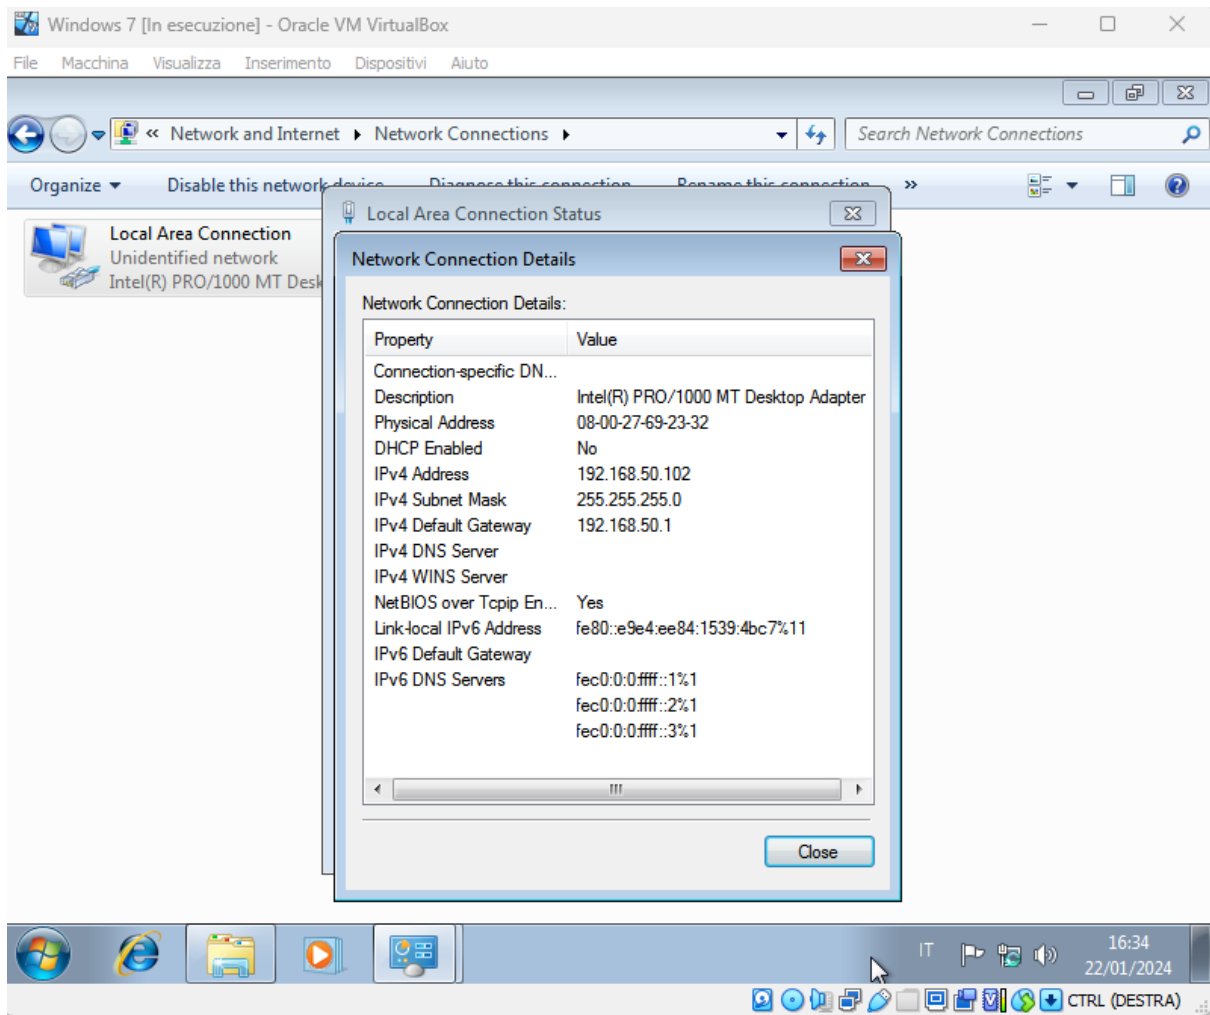 Windows 7 [In esecuzione] - Oracle VM VirtualBox
File Macchina Visualizza Inserimento Dispositivi Aiuto
« Network and Internet Network Connections Search Network Connections
Organize Disable this network device Diagnose this connection Rename this connection »
Local Area Connection
Unidentified network
Intel(R) PRO/1000 MT Desk
Local Area Connection Status
Network Connection Details
Network Connection Details:
Property Value
Connection-specific DN...
Description Intel(R) PRO/1000 MT Desktop Adapter
Physical Address 08-00-27-69-23-32
DHCP Enabled No
IPv4 Address 192.168.50.102
IPv4 Subnet Mask 255.255.255.0
IPv4 Default Gateway 192.168.50.1
IPv4 DNS Server
IPv4 WINS Server
NetBIOS over Tcpip En... Yes
Link-local IPv6 Address fe80::e9e4:ee84:1539:4bc7%11
IPv6 Default Gateway
IPv6 DNS Servers fec0:0:0:ffff::1%1
fec0:0:0:ffff::2%1
fec0:0:0:ffff::3%1
Close
IT 16:34
22/01/2024
CTRL (DESTRA)